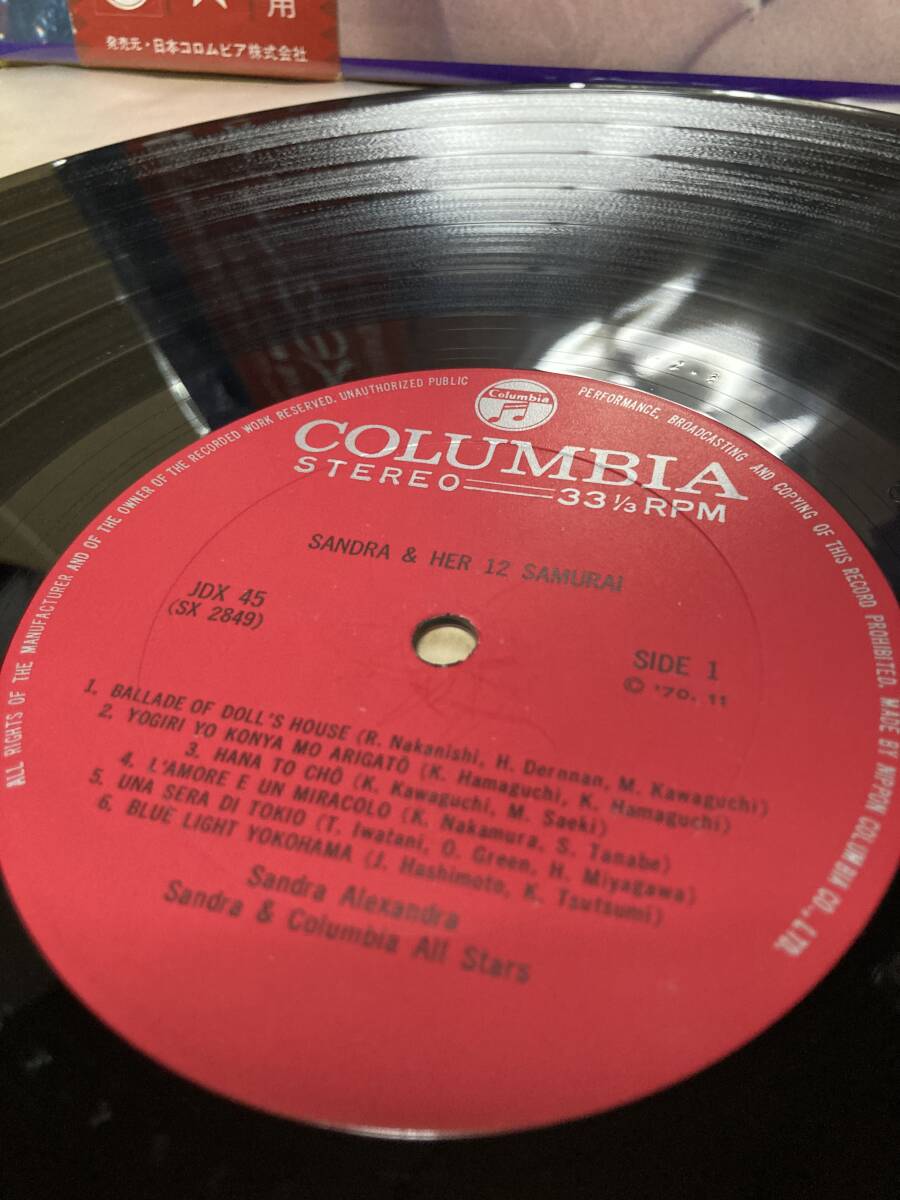 用
発売元・日本コロムビア株式会社
ALL RIGHTS OF THE MANUFACTURER AND OF THE OWNER OF THE RECORDED WORK RESERVED. UNAUTHORIZED PUBLIC PERFORMANCE, BROADCASTING AND COPYING OF THIS RECORD PROHIBITED. MADE BY NIPPON COLUMBIA CO., LTD.
Columbia
COLUMBIA
STEREO 33 1/3 RPM
SANDRA & HER 12 SAMURAI
JDX 45
(SX 2849)
SIDE 1
© '70. 11
1. BALLADE OF DOLL'S HOUSE (R. Nakanishi, H. Dernnan, M. Kawaguchi)
2. YOGIRI YO KONYA MO ARIGATÔ (K. Hamaguchi, K. Hamaguchi)
3. HANA TO CHÔ (K. Kawaguchi, M. Saeki)
4. L'AMORE E UN MIRACOLO (K. Nakamura, S. Tanabe)
5. UNA SERA DI TOKIO (T. Iwatani, O. Green, H. Miyagawa)
6. BLUE LIGHT YOKOHAMA (J. Hashimoto, K. Tsutsumi)
Sandra Alexandra
Sandra & Columbia All Stars